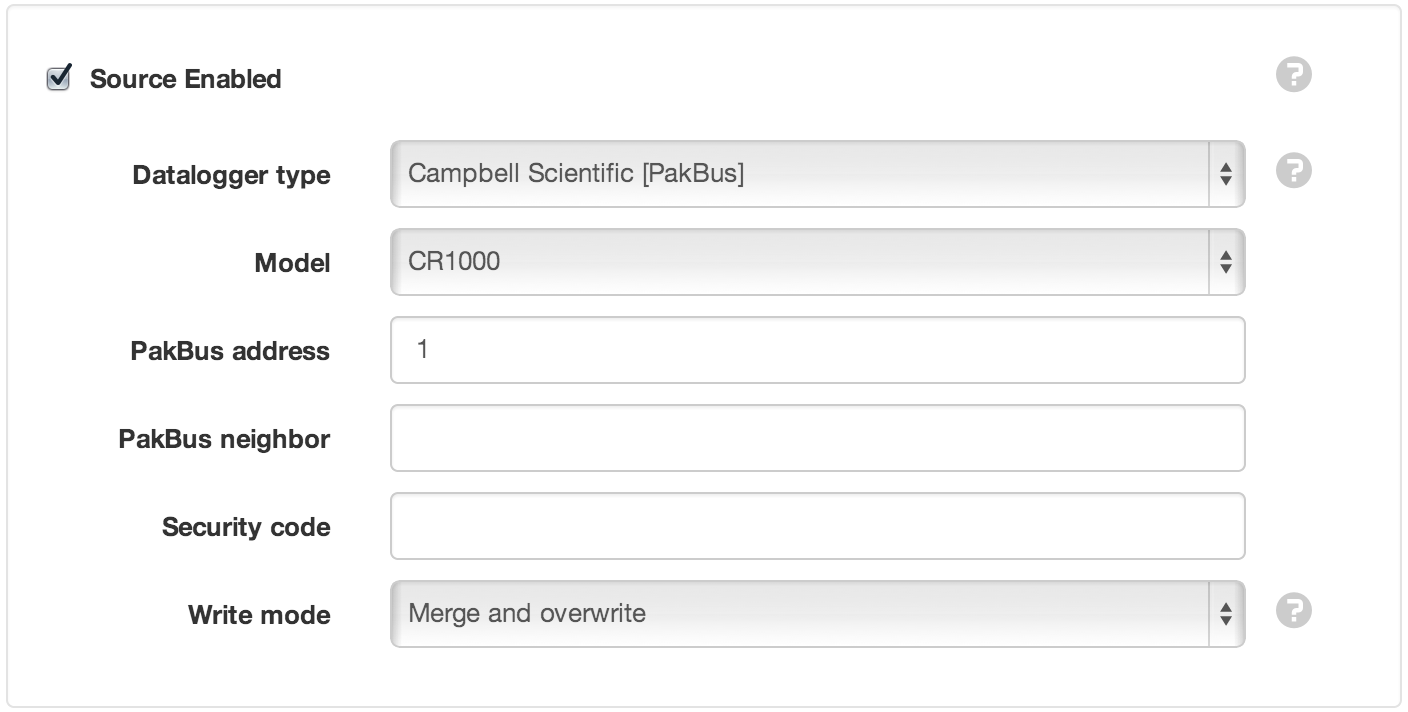 Source Enabled ?
Datalogger type Campbell Scientific [PakBus] ?
Model CR1000
PakBus address 1
PakBus neighbor
Security code
Write mode Merge and overwrite ?